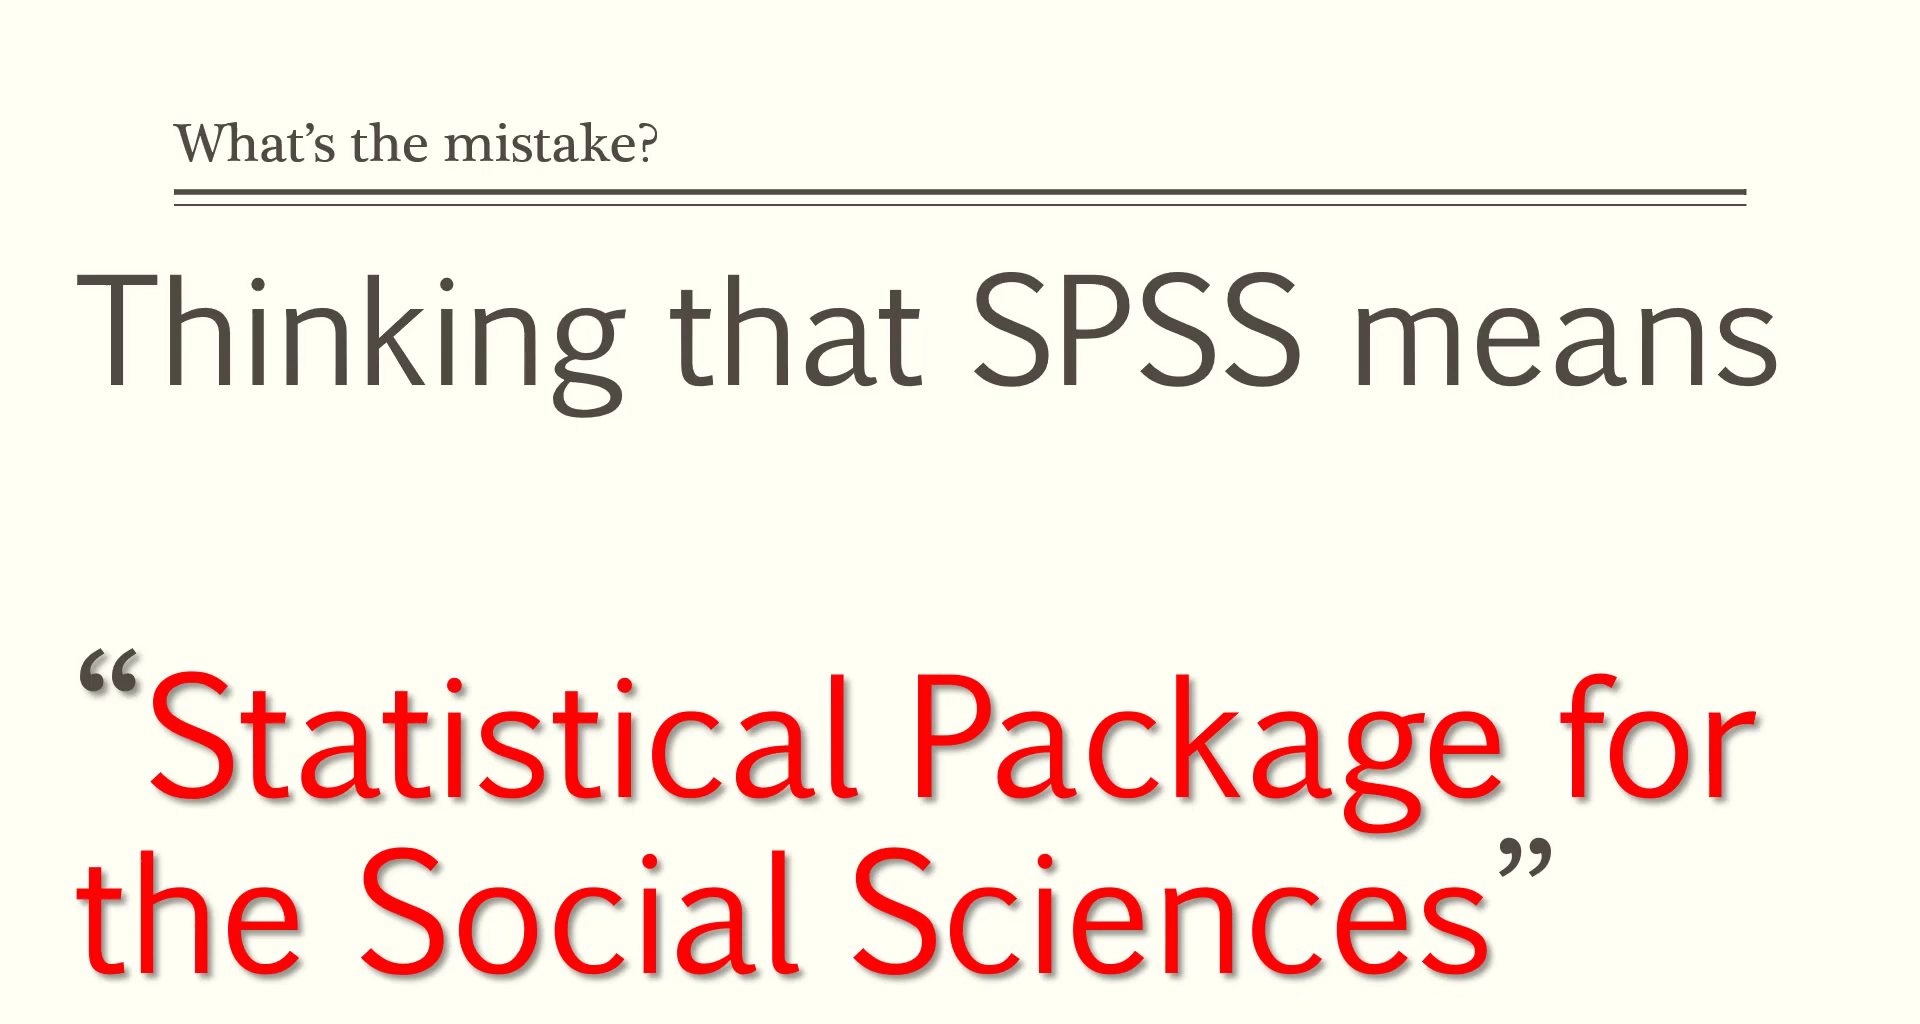 What’s the mistake?
Thinking that SPSS means
“Statistical Package for
the Social Sciences”